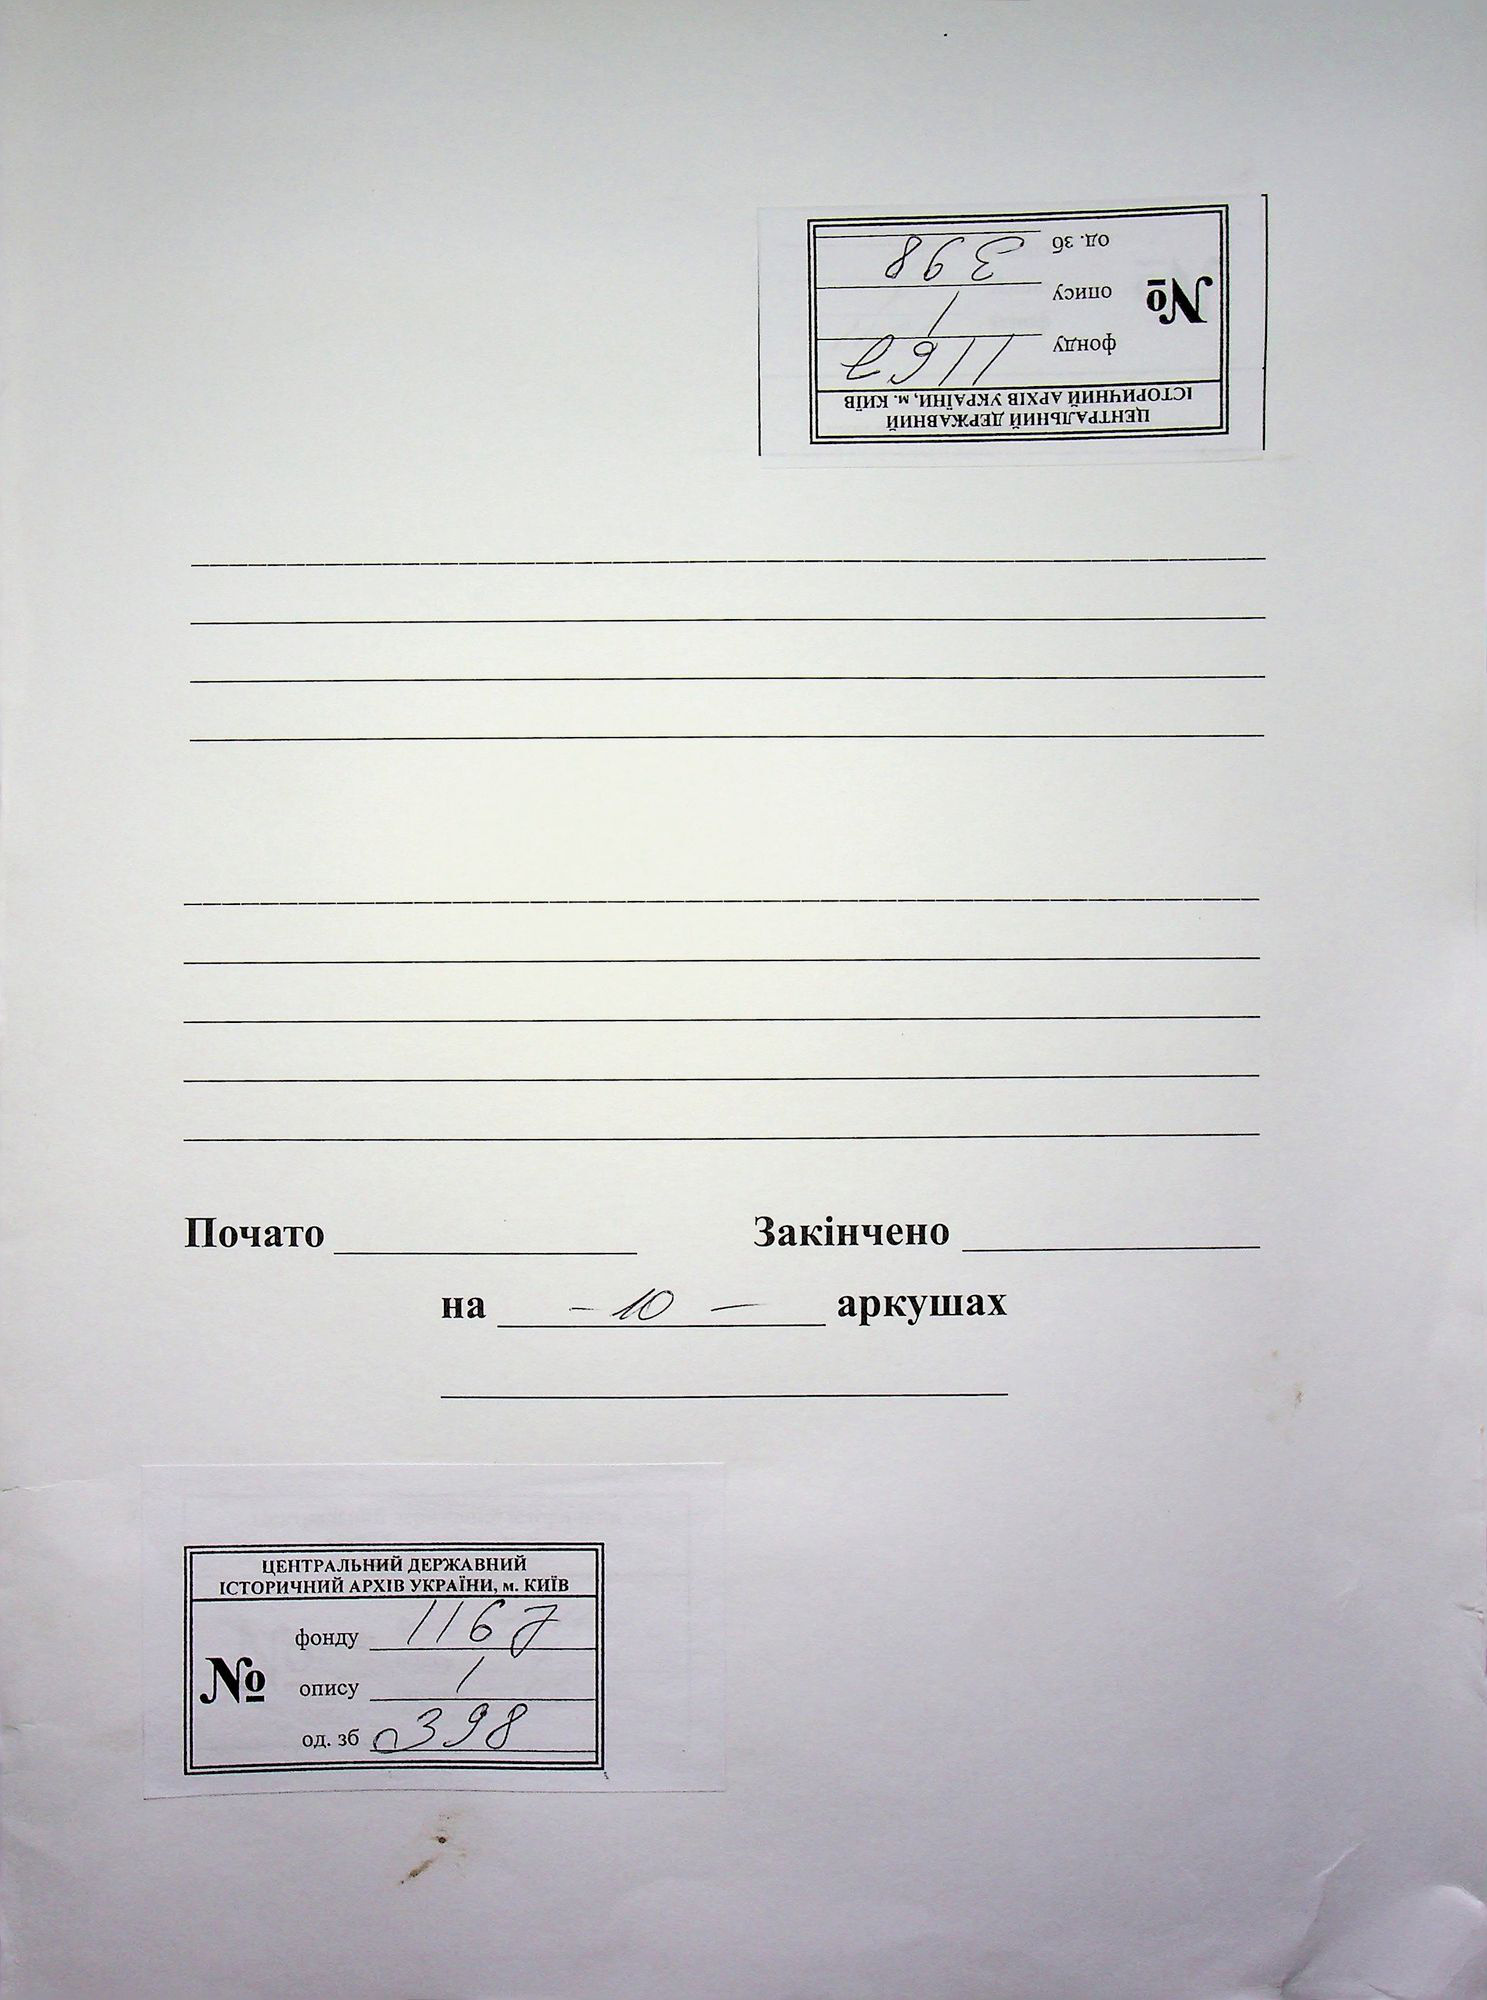 од. зб 398
опису 1
№
фонду 1167
ЦЕНТРАЛЬНИЙ ДЕРЖАВНИЙ
ІСТОРИЧНИЙ АРХІВ УКРАЇНИ, м. КИЇВ
Почато Закінчено
на - 10 - аркушах
ЦЕНТРАЛЬНИЙ ДЕРЖАВНИЙ
ІСТОРИЧНИЙ АРХІВ УКРАЇНИ, м. КИЇВ
фонду 1167
№
опису 1
од. зб 398